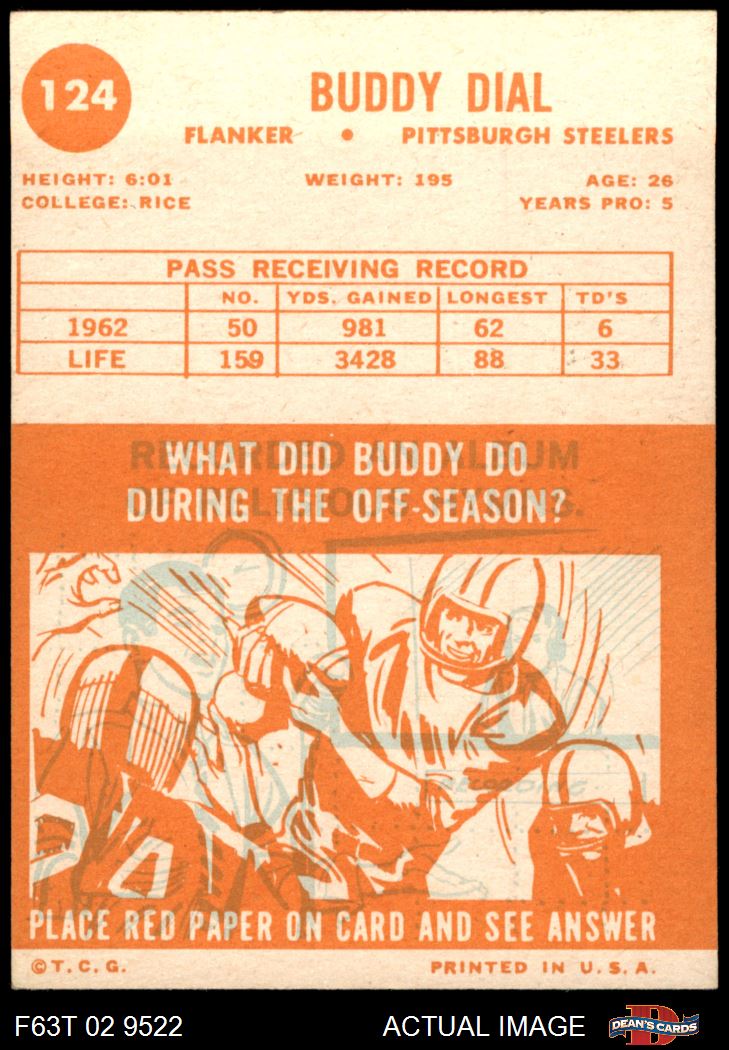 124
BUDDY DIAL
FLANKER • PITTSBURGH STEELERS
HEIGHT: 6:01 WEIGHT: 195 AGE: 26
COLLEGE: RICE YEARS PRO: 5
PASS RECEIVING RECORD
NO. YDS. GAINED LONGEST TD'S
1962 50 981 62 6
LIFE 159 3428 88 33
RECORDED AN ALBUM
WHAT DID BUDDY DO
DURING THE OFF-SEASON?
PLACE RED PAPER ON CARD AND SEE ANSWER
©T.C.G. PRINTED IN U.S.A.
F63T 02 9522 ACTUAL IMAGE DEAN'S CARDS